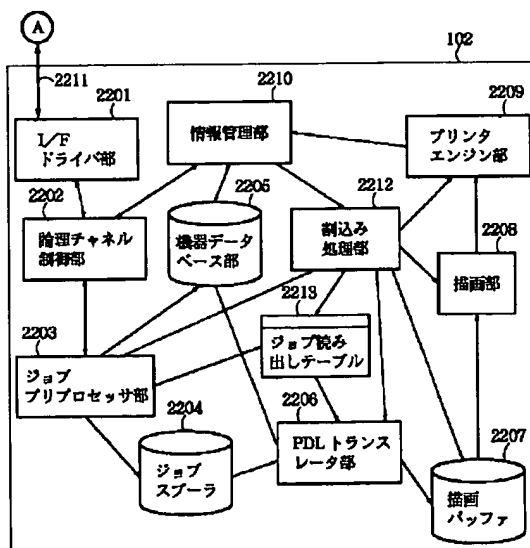 A
102
2211
2201
I/F
ドライバ部
2210
情報管理部
2209
プリンタ
エンジン部
2202
論理チャネル
制御部
2205
機器データ
ベース部
2212
割込み
処理部
2208
描画部
2213
ジョブ読み
出しテーブル
2203
ジョブ
プリプロセッサ部
2204
ジョブ
スプーラ
2206
PDLトランス
レータ部
2207
描画
バッファ